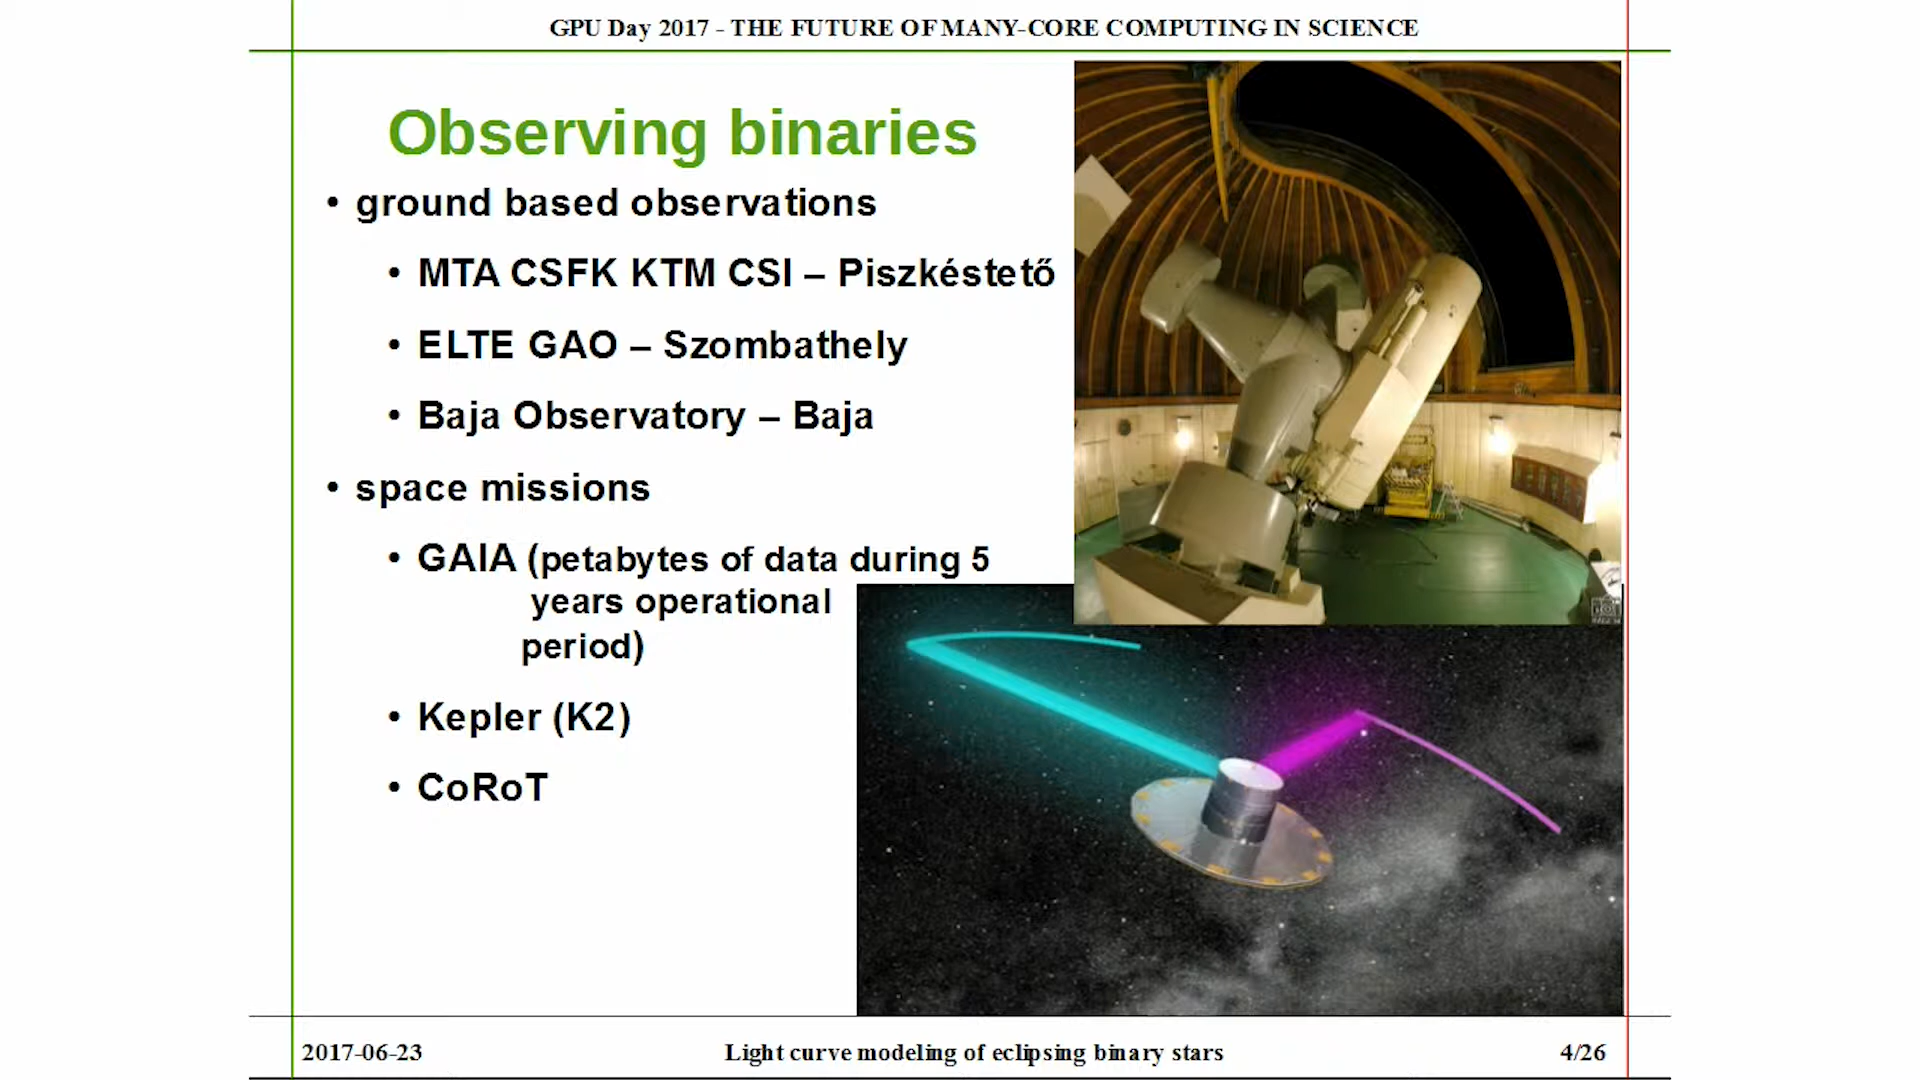 GPU Day 2017 - THE FUTURE OF MANY-CORE COMPUTING IN SCIENCE
Observing binaries
• ground based observations
• MTA CSFK KTM CSI – Piszkéstető
• ELTE GAO – Szombathely
• Baja Observatory – Baja
• space missions
• GAIA (petabytes of data during 5
years operational
period)
• Kepler (K2)
• CoRoT
2017-06-23
Light curve modeling of eclipsing binary stars
4/26